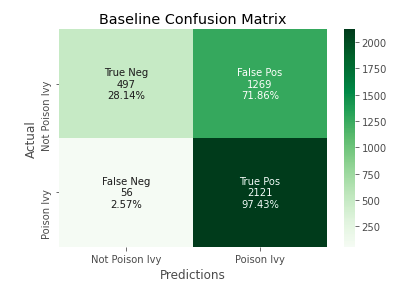 Baseline Confusion Matrix
Actual
Not Poison Ivy
Poison Ivy
True Neg
497
28.14%
False Pos
1269
71.86%
False Neg
56
2.57%
True Pos
2121
97.43%
Not Poison Ivy
Poison Ivy
Predictions
2000
1750
1500
1250
1000
750
500
250